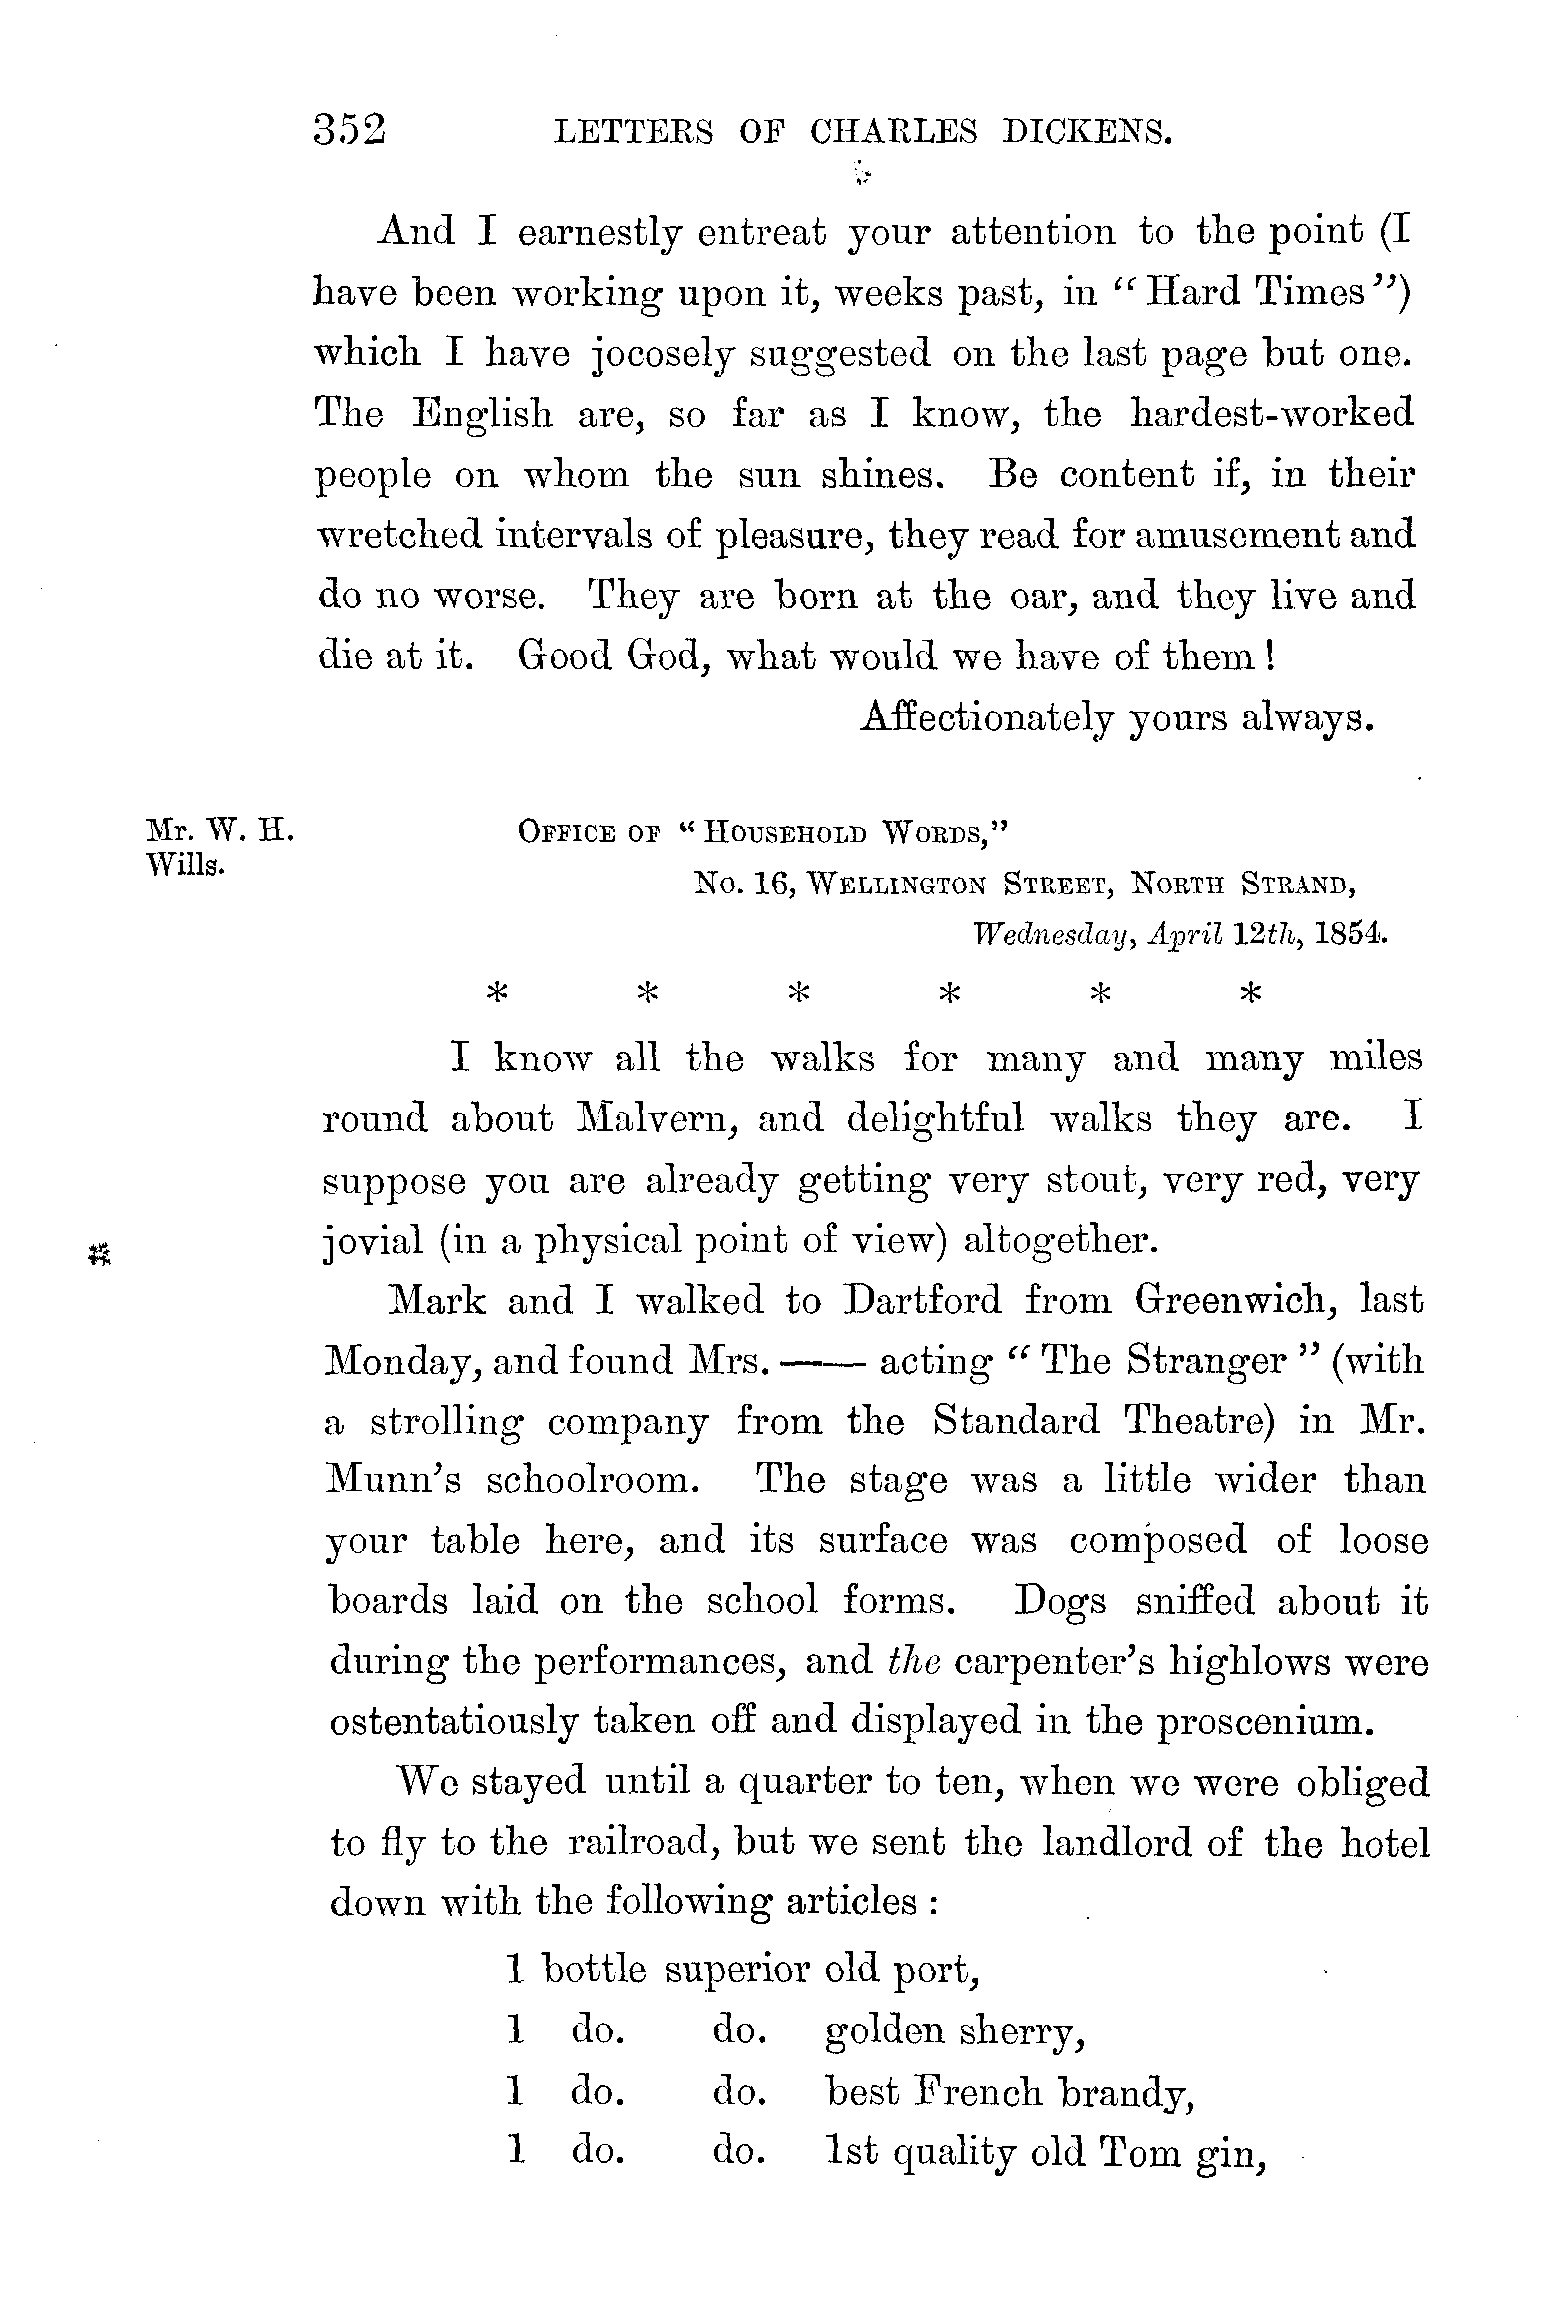 352 LETTERS OF CHARLES DICKENS.
And I earnestly entreat your attention to the point (I
have been working upon it, weeks past, in “Hard Times”)
which I have jocosely suggested on the last page but one.
The English are, so far as I know, the hardest-worked
people on whom the sun shines. Be content if, in their
wretched intervals of pleasure, they read for amusement and
do no worse. They are born at the oar, and they live and
die at it. Good God, what would we have of them!
Affectionately yours always.
Mr. W. H.
Wills.
OFFICE OF “HOUSEHOLD WORDS,”
NO. 16, WELLINGTON STREET, NORTH STRAND,
Wednesday, April 12th, 1854.
* * * * * *
I know all the walks for many and many miles
round about Malvern, and delightful walks they are. I
suppose you are already getting very stout, very red, very
jovial (in a physical point of view) altogether.
Mark and I walked to Dartford from Greenwich, last
Monday, and found Mrs. —— acting “The Stranger” (with
a strolling company from the Standard Theatre) in Mr.
Munn’s schoolroom. The stage was a little wider than
your table here, and its surface was composed of loose
boards laid on the school forms. Dogs sniffed about it
during the performances, and the carpenter’s highlows were
ostentatiously taken off and displayed in the proscenium.
We stayed until a quarter to ten, when we were obliged
to fly to the railroad, but we sent the landlord of the hotel
down with the following articles:
1 bottle superior old port,
1 do. do. golden sherry,
1 do. do. best French brandy,
1 do. do. 1st quality old Tom gin,